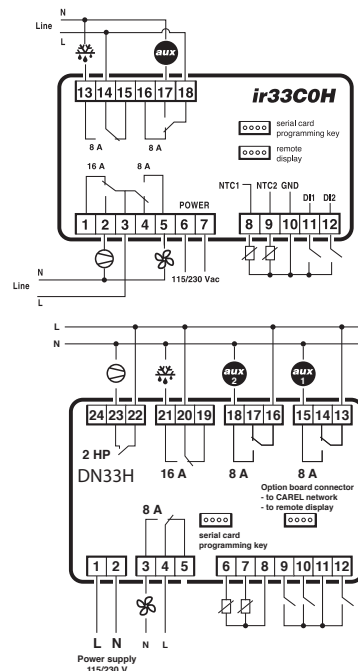 N
Line
L
aux
13 14 15 16 17 18
ir33C0H
serial card
programming key
remote
display
8 A
8 A
16 A
8 A
NTC1 NTC2 GND DI1 DI2
POWER
1 2 3 4 5 6 7
8 9 10 11 12
N
Line
L
115/230 Vac
L
N
aux
2
aux
1
24 23 22 21 20 19 18 17 16 15 14 13
2 HP
DN33H
16 A
8 A
8 A
Option board connector
- to CAREL network
- to remote display
8 A
serial card
programming key
1 2 3 4 5
6 7 8 9 10 11 12
L N N L
Power supply
115/230 V